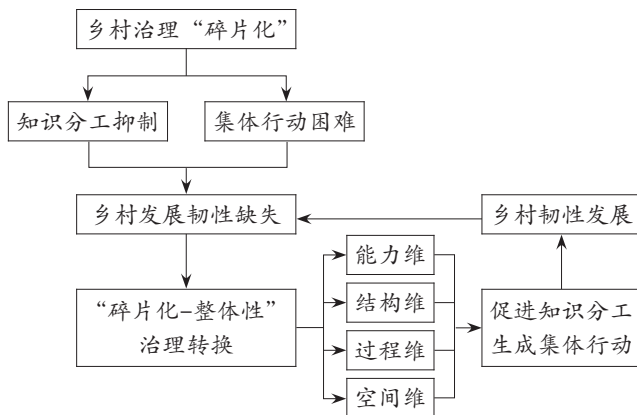 乡村治理“碎片化”
知识分工抑制
集体行动困难
乡村发展韧性缺失
乡村韧性发展
能力维
“碎片化-整体性”
治理转换
结构维
过程维
空间维
促进知识分工
生成集体行动